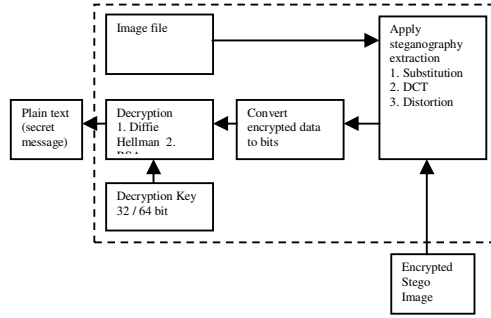 Image file
Apply
steganography
extraction
1. Substitution
2. DCT
3. Distortion
Plain text
(secret
message)
Decryption
1. Diffie
Hellman 2.
Convert
encrypted data
to bits
Decryption Key
32 / 64 bit
Encrypted
Stego
Image